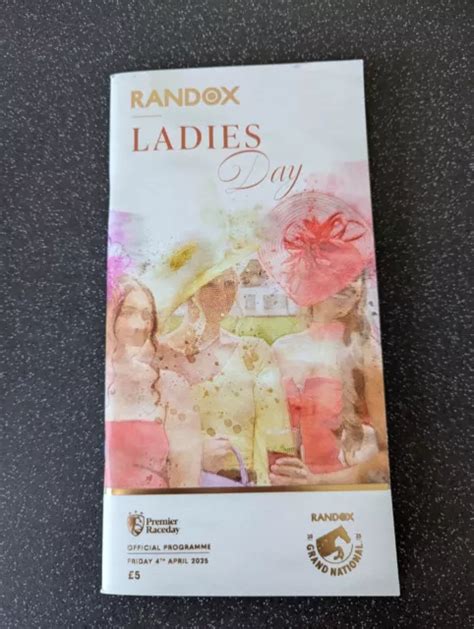 RANDOX
LADIES
Day
Premier
Raceday
OFFICIAL PROGRAMME
FRIDAY 4TH APRIL 2025
£5
RANDOX
GRAND NATIONAL